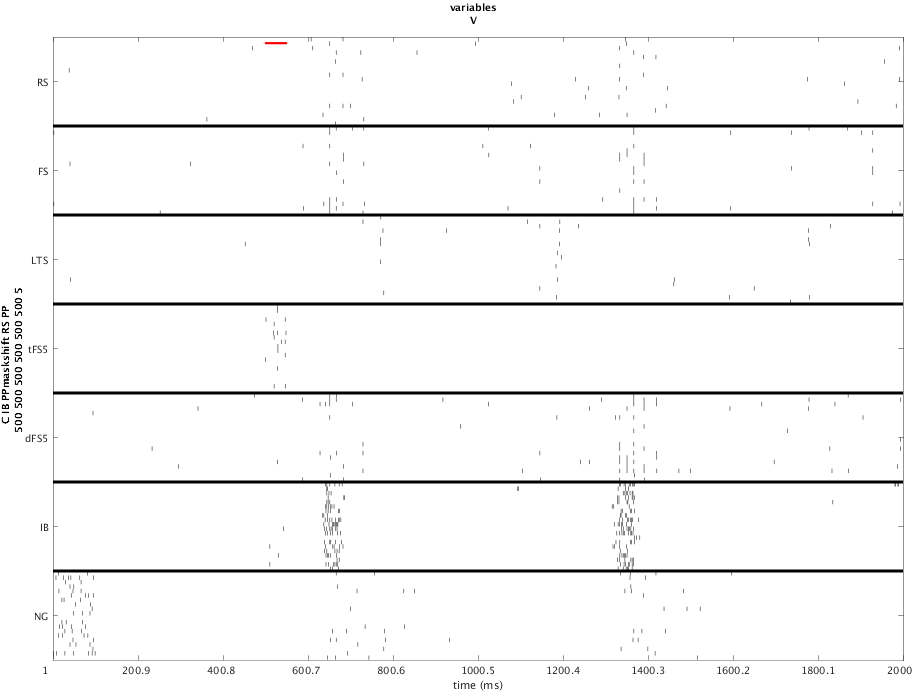 variables
V
RS
FS
LTS
tFS5
dFS5
IB
NG
C IB PPmaskshift RS PP
500 500 500 500 500 500 5
1
200.9
400.8
600.7
800.6
1000.5
1200.4
1400.3
1600.2
1800.1
2000
time (ms)